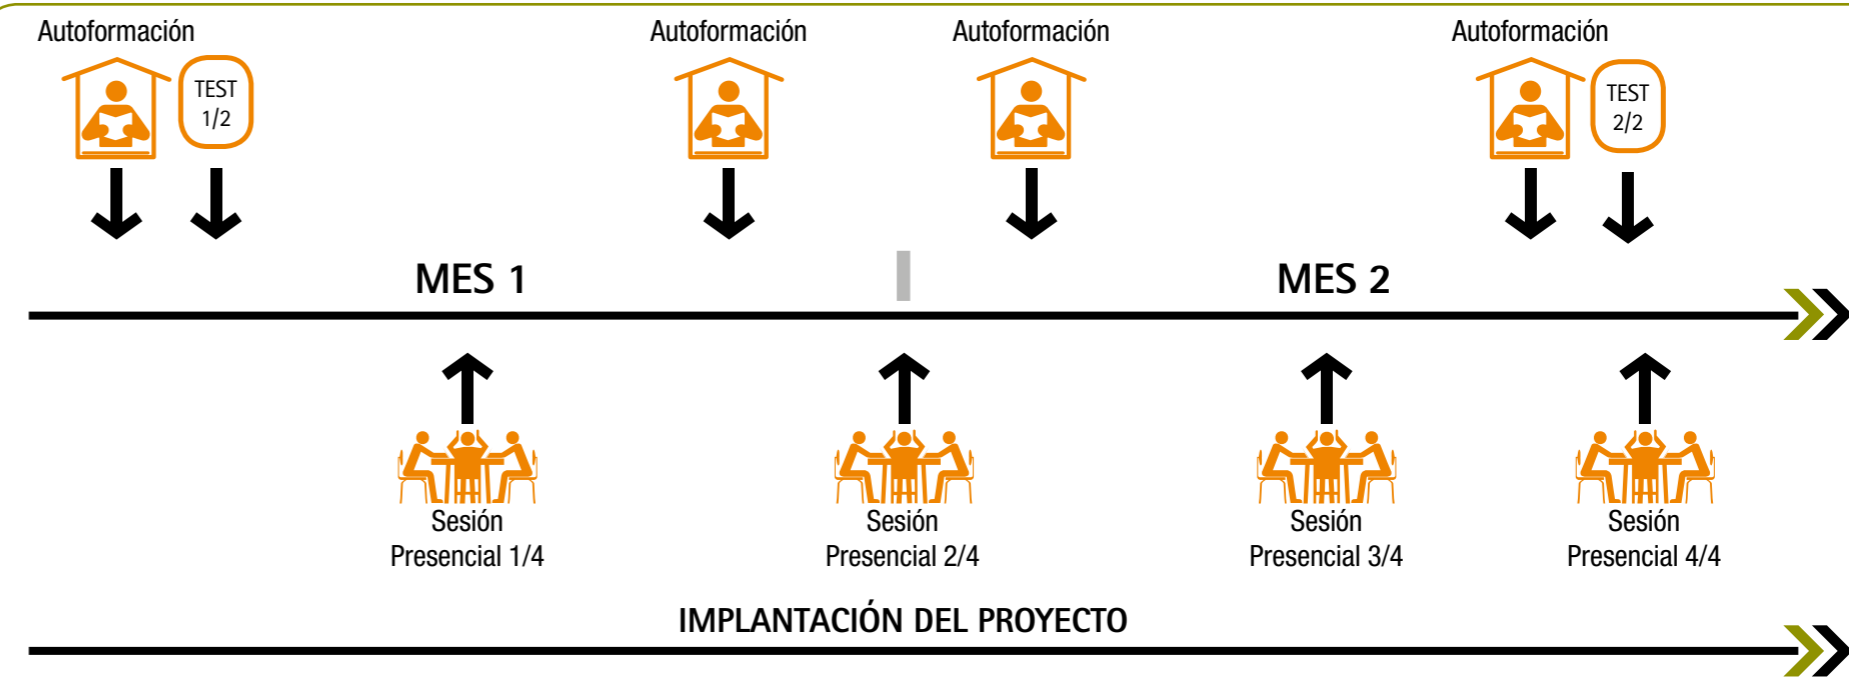 Autoformación
Autoformación
Autoformación
Autoformación
TEST
1/2
TEST
2/2
MES 1
MES 2
Sesión
Presencial 1/4
Sesión
Presencial 2/4
Sesión
Presencial 3/4
Sesión
Presencial 4/4
IMPLANTACIÓN DEL PROYECTO